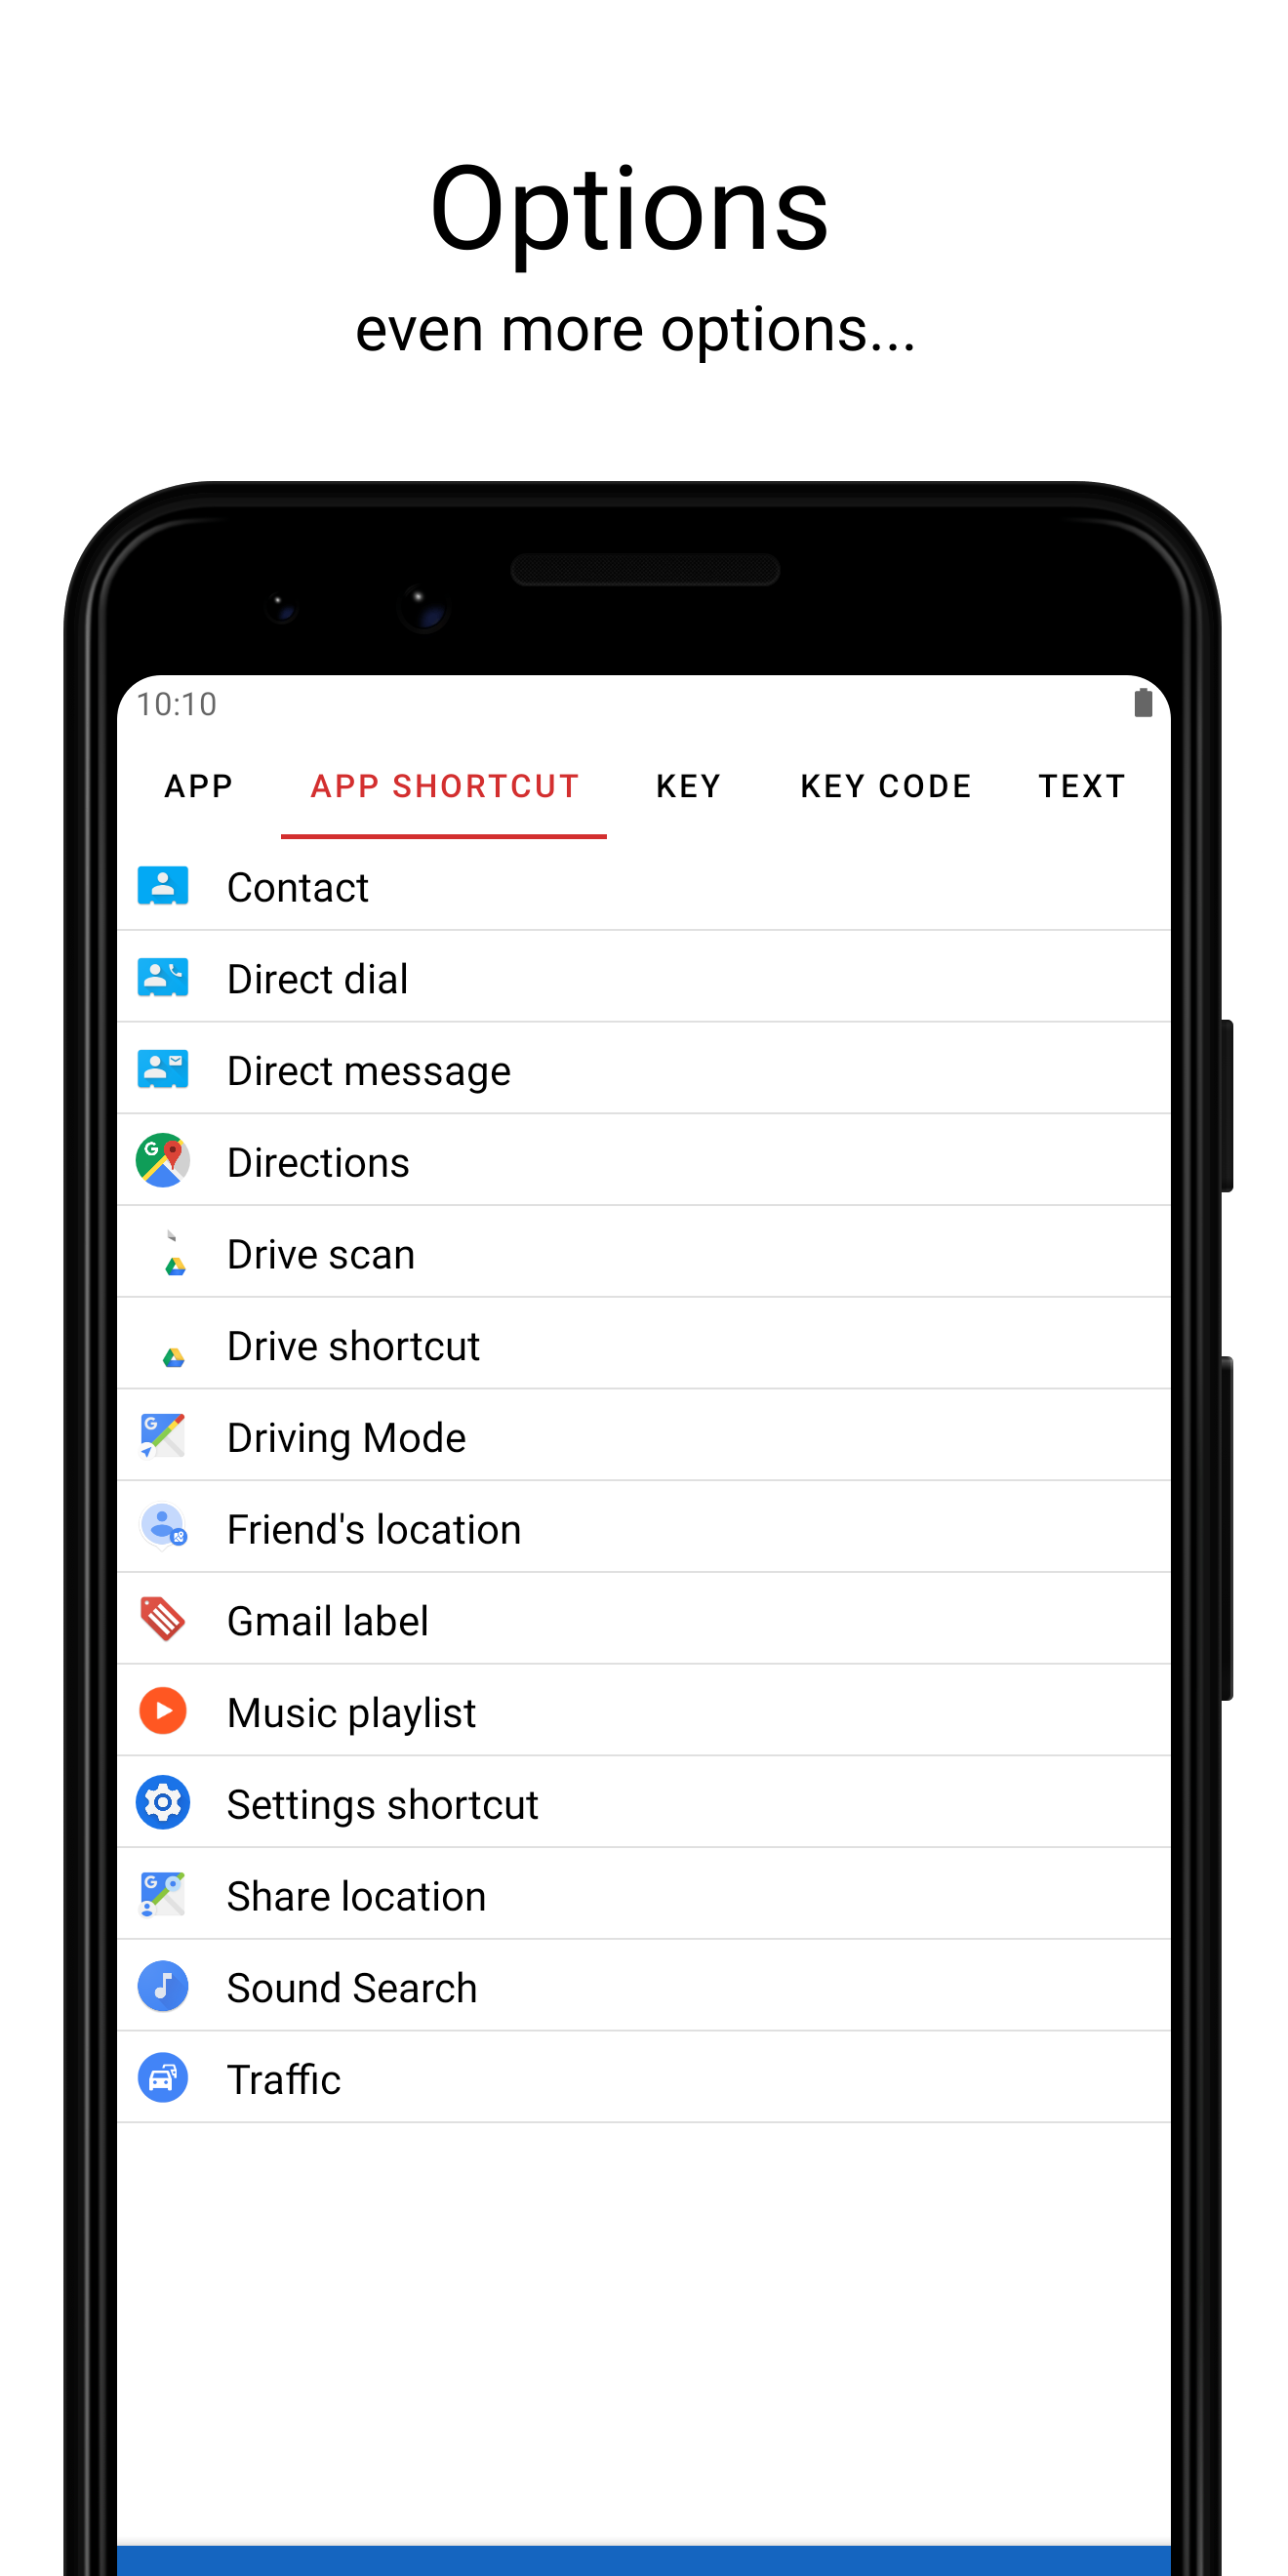 Options
even more options...
10:10
APP APP SHORTCUT KEY KEY CODE TEXT
Contact
Direct dial
Direct message
Directions
Drive scan
Drive shortcut
Driving Mode
Friend's location
Gmail label
Music playlist
Settings shortcut
Share location
Sound Search
Traffic